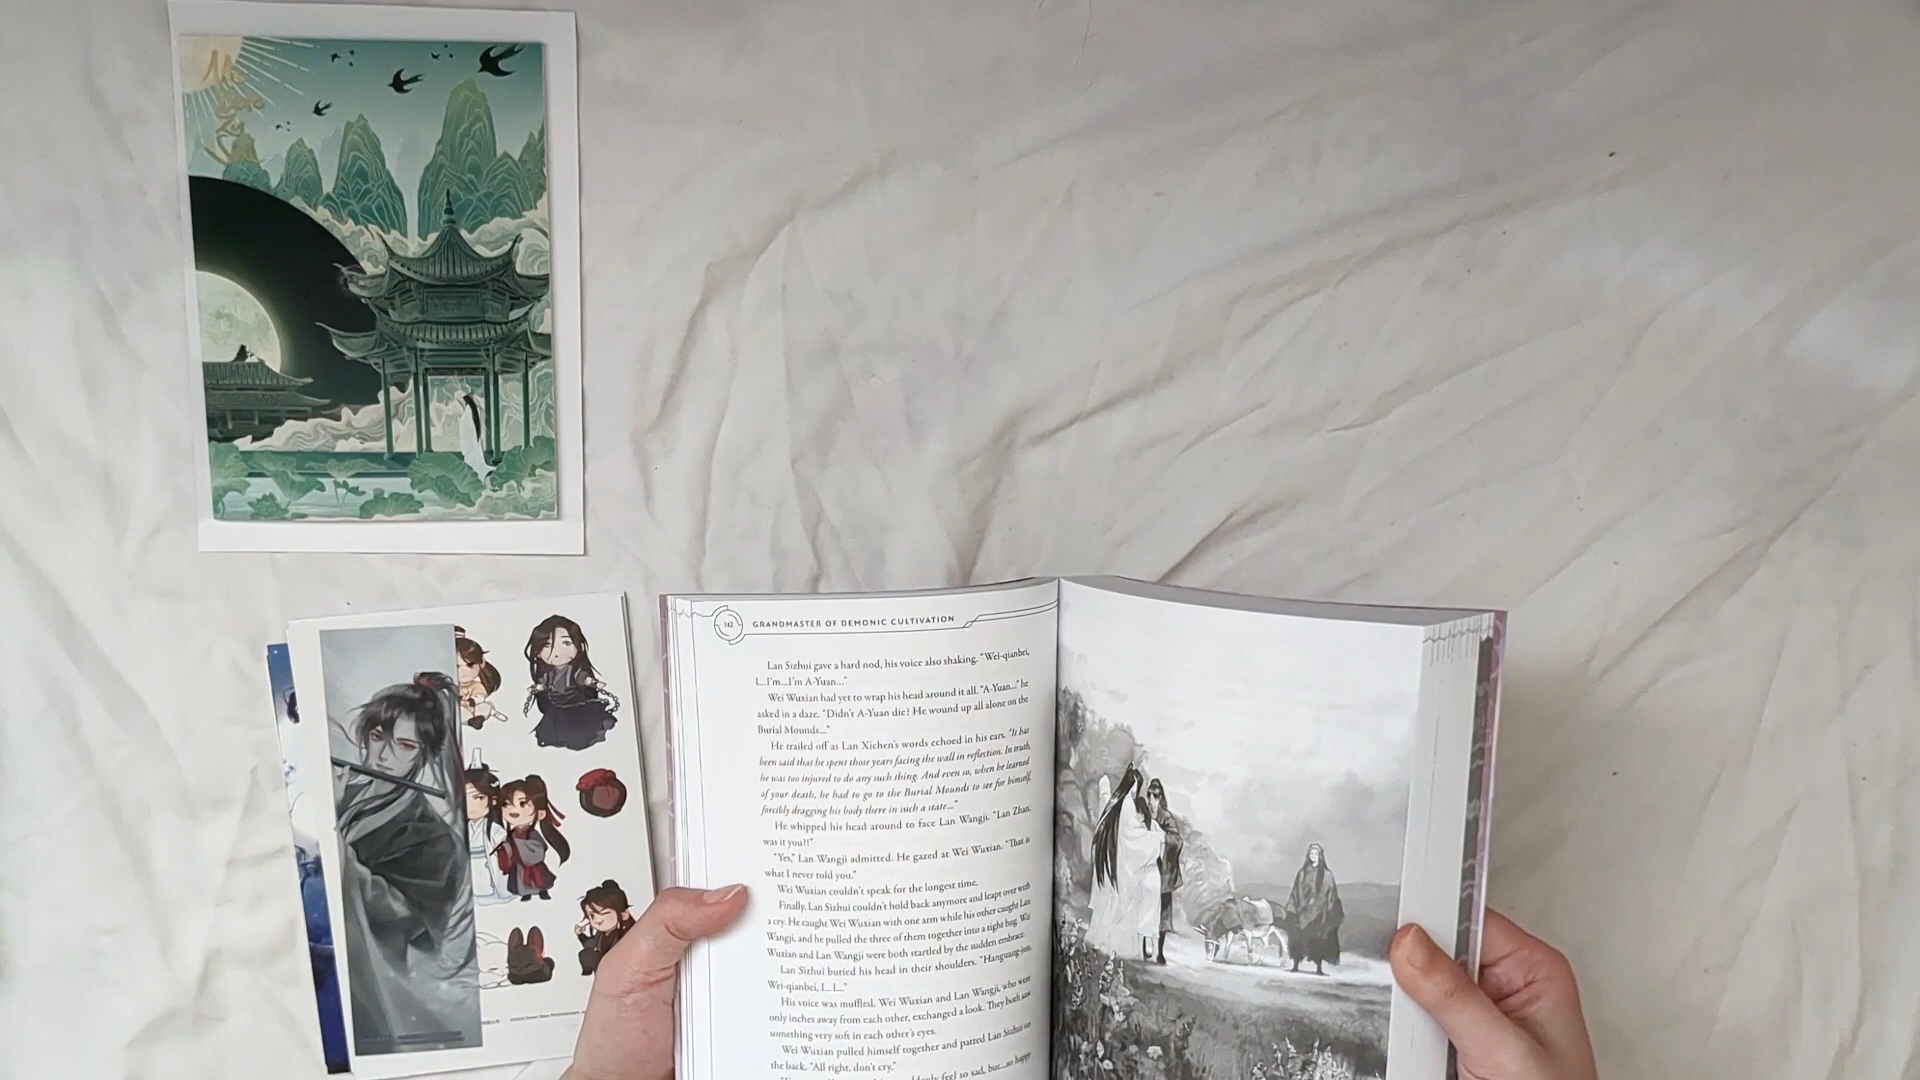 Mo
Dao
Zu
Shi
142
GRANDMASTER OF DEMONIC CULTIVATION
Lan Sizhui gave a hard nod, his voice also shaking. "Wei-qianbei,
I...I'm...I'm A-Yuan..."
Wei Wuxian had yet to wrap his head around it all. "A-Yuan..." he
asked in a daze. "Didn't A-Yuan die? He wound up all alone on the
Burial Mounds..."
He trailed off as Lan Xichen's words echoed in his ears. "It has
been said that he spent those years facing the wall in reflection. In truth,
he was too injured to do any such thing. And even so, when he learned
of your death, he had to go to the Burial Mounds to see for himself,
forcibly dragging his body there in such a state..."
He whipped his head around to face Lan Wangji. "Lan Zhan,
was it you?!"
"Yes," Lan Wangji admitted. He gazed at Wei Wuxian. "That is
what I never told you."
Wei Wuxian couldn't speak for the longest time.
Finally, Lan Sizhui couldn't hold back anymore and leapt over with
a cry. He caught Wei Wuxian with one arm while his other caught Lan
Wangji, and he pulled the three of them together into a tight hug. Wei
Wuxian and Lan Wangji were both startled by the sudden embrace.
Lan Sizhui buried his head in their shoulders. "Hanguang-jun,
Wei-qianbei, I...I..."
His voice was muffled. Wei Wuxian and Lan Wangji, who were
only inches away from each other, exchanged a look. They both saw
something very soft in each other's eyes.
Wei Wuxian pulled himself together and patted Lan Sizhui on
the back. "All right, don't cry."
feel so sad, but...so happy